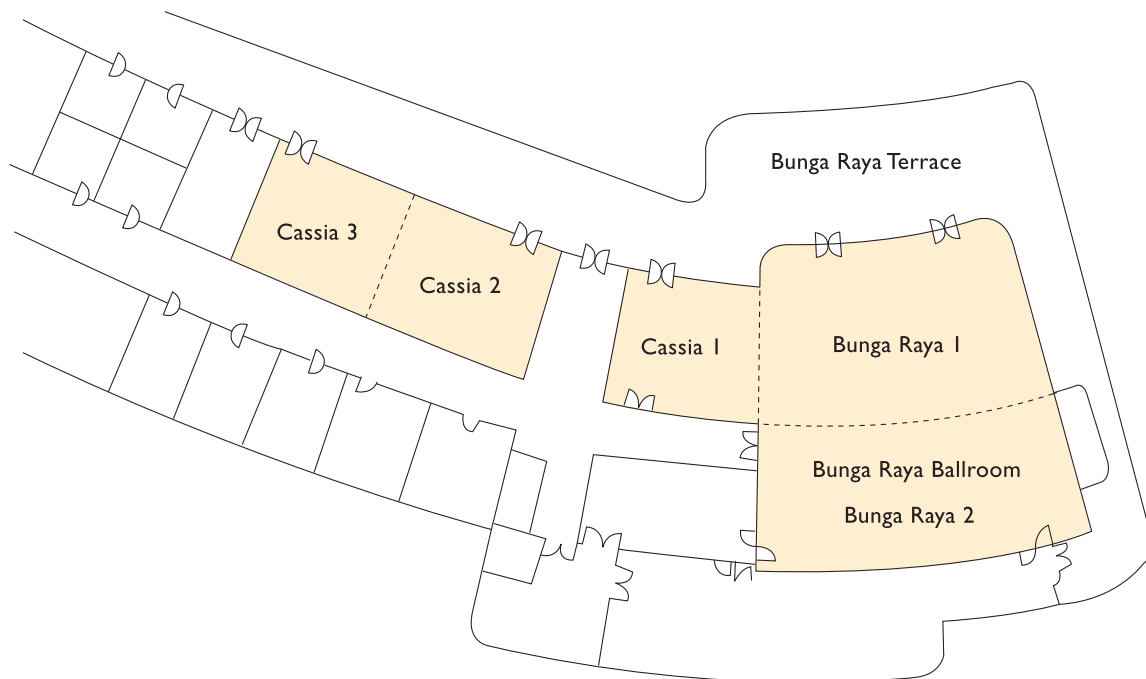 Bunga Raya Terrace
Cassia 3
Cassia 2
Cassia 1
Bunga Raya 1
Bunga Raya Ballroom
Bunga Raya 2